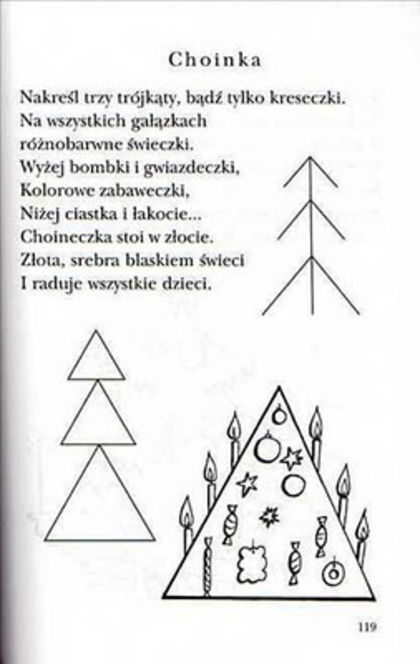 Choinka
Nakreśl trzy trójkąty, bądź tylko kreseczki.
Na wszystkich gałązkach
różnobarwne świeczki.
Wyżej bombki i gwiazdeczki,
Kolorowe zabaweczki,
Niżej ciastka i łakocie...
Choineczka stoi w złocie.
Złota, srebra blaskiem świeci
I raduje wszystkie dzieci.
119